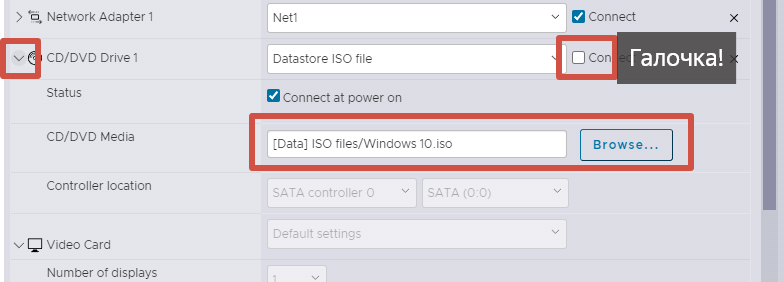 Network Adapter 1 Net1 Connect
CD/DVD Drive 1 Datastore ISO file Галочка!
Status Connect at power on
CD/DVD Media [Data] ISO files/Windows 10.iso Browse...
Controller location SATA controller 0 SATA (0:0)
Video Card Default settings
Number of displays 1